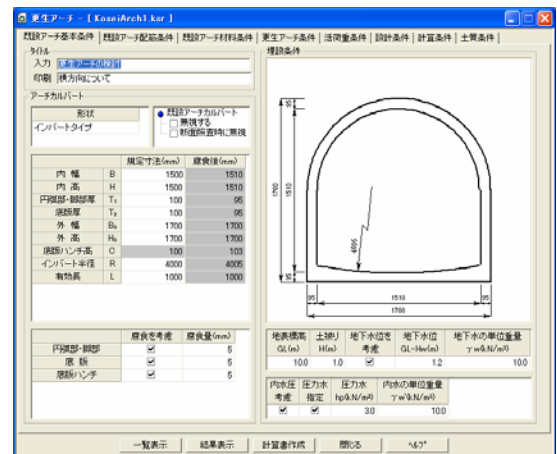 更生アーチ - [ KoseiArch1.ksr ]
既設アーチ基本条件 既設アーチ配筋条件 既設アーチ材料条件 更生アーチ条件 活荷重条件 設計条件 計算条件 土質条件
タイトル
入力 更生アーチの検討
印刷 横方向について
アーチカルバート
形状
インバートタイプ
既設アーチカルバート
無視する
断面照査時に無視
規定寸法(mm) 腐食後(mm)
内 幅 B 1500 1510
内 高 H 1500 1510
円弧部・脚部厚 T₁ 100 95
底版厚 T₂ 100 95
外 幅 B₀ 1700 1700
外 高 H₀ 1700 1700
底版ハンチ高 C 100 103
インバート半径 R 4000 4005
有効長 L 1000 1000
腐食を考慮 腐食量(mm)
円弧部・脚部 5
底 版 5
底版ハンチ 5
埋設条件
95
1700
1510
4005
95
95 1510 95
1700
地表標高 土被り 地下水位を 地下水位 地下水の単位重量
GL(m) H(m) 考慮 GL-Hw(m) γw(kN/m³)
10.0 1.0 1.2 10.0
内水圧 圧力水 圧力水 内水の単位重量
考慮 指定 hp(kN/m²) γw'(kN/m³)
3.0 10.0
一覧表示 結果表示 計算書作成 閉じる ヘルプ